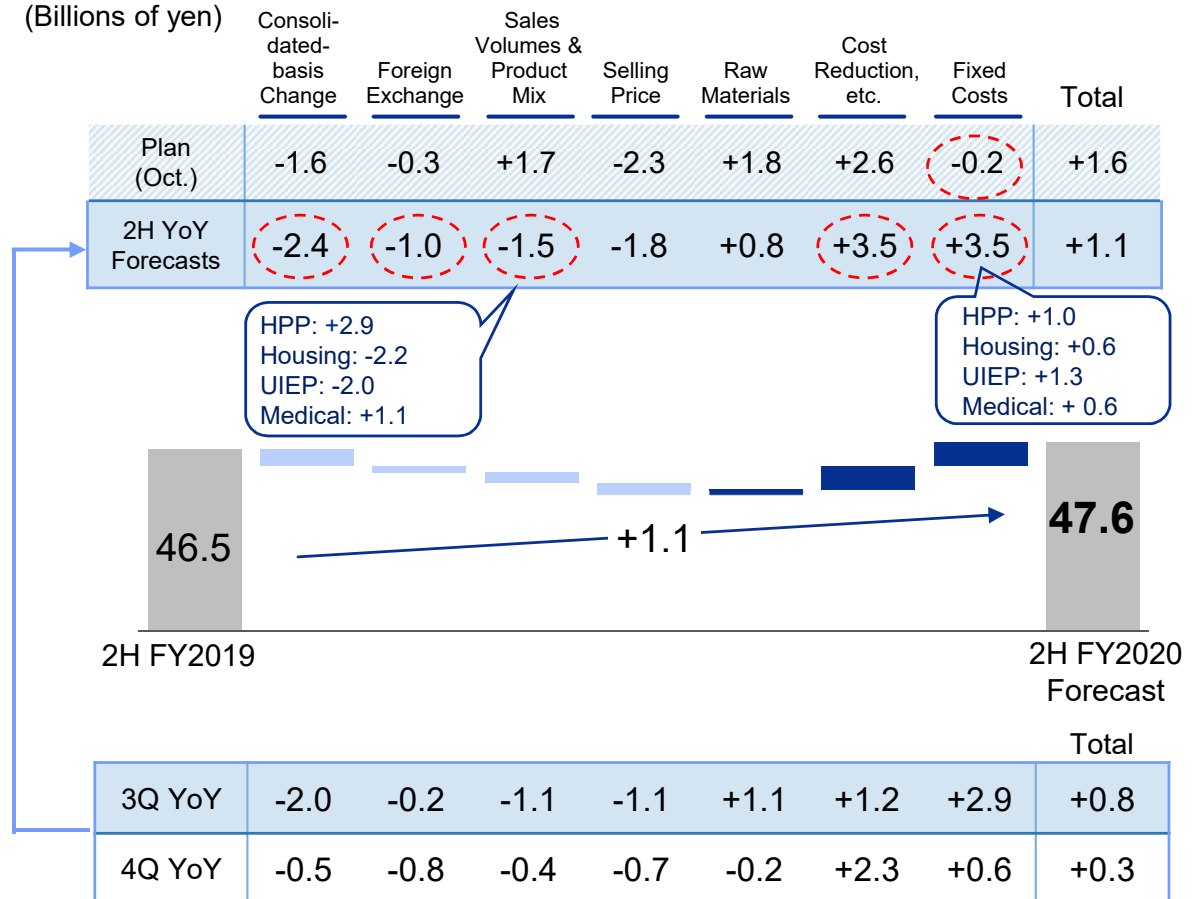 (Billions of yen)
Consoli-
dated-
basis
Change
Foreign
Exchange
Sales
Volumes &
Product
Mix
Selling
Price
Raw
Materials
Cost
Reduction,
etc.
Fixed
Costs
Total
Plan
(Oct.)
-1.6 -0.3 +1.7 -2.3 +1.8 +2.6 -0.2 +1.6
2H YoY
Forecasts
-2.4 -1.0 -1.5 -1.8 +0.8 +3.5 +3.5 +1.1
HPP: +2.9
Housing: -2.2
UIEP: -2.0
Medical: +1.1
HPP: +1.0
Housing: +0.6
UIEP: +1.3
Medical: + 0.6
46.5
+1.1
47.6
2H FY2019
2H FY2020
Forecast
Total
3Q YoY -2.0 -0.2 -1.1 -1.1 +1.1 +1.2 +2.9 +0.8
4Q YoY -0.5 -0.8 -0.4 -0.7 -0.2 +2.3 +0.6 +0.3